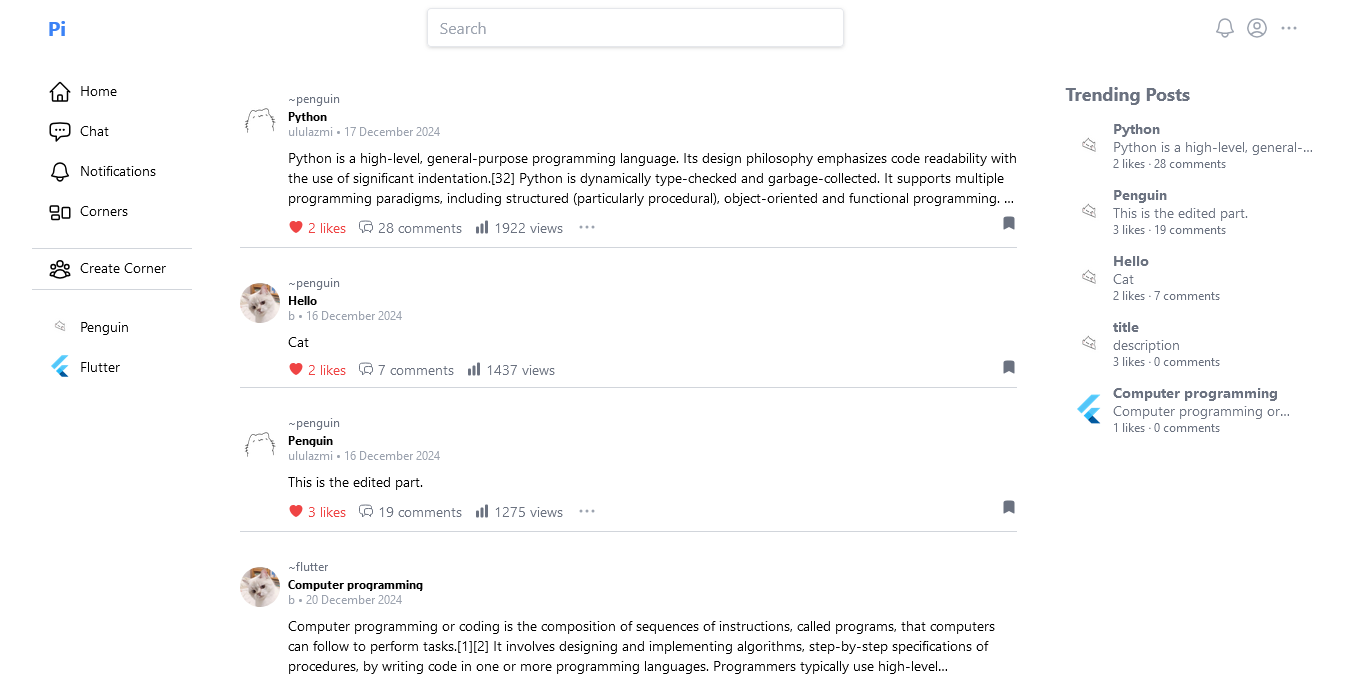 Pi
Search
Home
Chat
Notifications
Corners
Create Corner
Penguin
Flutter
~penguin
Python
ululazmi • 17 December 2024
Python is a high-level, general-purpose programming language. Its design philosophy emphasizes code readability with
the use of significant indentation.[32] Python is dynamically type-checked and garbage-collected. It supports multiple
programming paradigms, including structured (particularly procedural), object-oriented and functional programming. ...
2 likes 28 comments 1922 views
~penguin
Hello
b • 16 December 2024
Cat
2 likes 7 comments 1437 views
~penguin
Penguin
ululazmi • 16 December 2024
This is the edited part.
3 likes 19 comments 1275 views
~flutter
Computer programming
b • 20 December 2024
Computer programming or coding is the composition of sequences of instructions, called programs, that computers
can follow to perform tasks.[1][2] It involves designing and implementing algorithms, step-by-step specifications of
procedures, by writing code in one or more programming languages. Programmers typically use high-level...
Trending Posts
Python
Python is a high-level, general-...
2 likes · 28 comments
Penguin
This is the edited part.
3 likes · 19 comments
Hello
Cat
2 likes · 7 comments
title
description
3 likes · 0 comments
Computer programming
Computer programming or...
1 likes · 0 comments